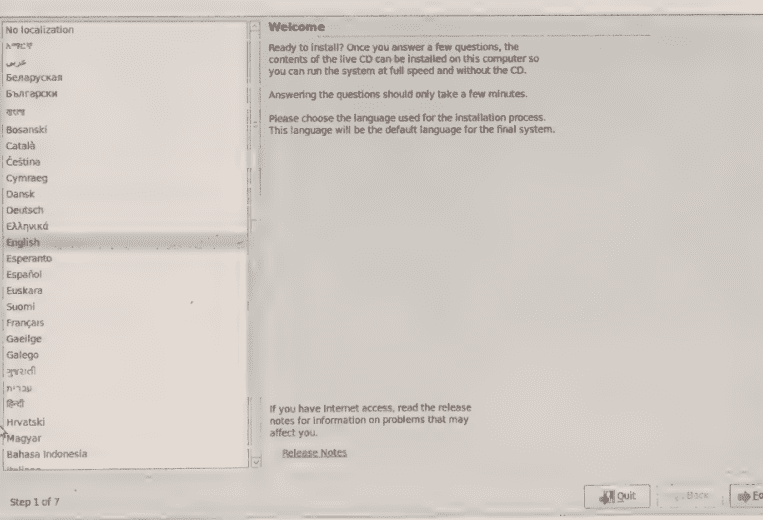 No localization
አማርኛ
عربي
Беларуская
Български
বাংলা
Bosanski
Català
Čeština
Cymraeg
Dansk
Deutsch
Ελληνικά
English
Esperanto
Español
Euskara
Suomi
Français
Gaeilge
Galego
ગુજરાતી
עברית
हिन्दी
Hrvatski
Magyar
Bahasa Indonesia
Welcome
Ready to install? Once you answer a few questions, the
contents of the live CD can be installed on this computer so
you can run the system at full speed and without the CD.
Answering the questions should only take a few minutes.
Please choose the language used for the installation process.
This language will be the default language for the final system.
If you have Internet access, read the release
notes for information on problems that may
affect you.
Release Notes
Step 1 of 7
Quit
Back